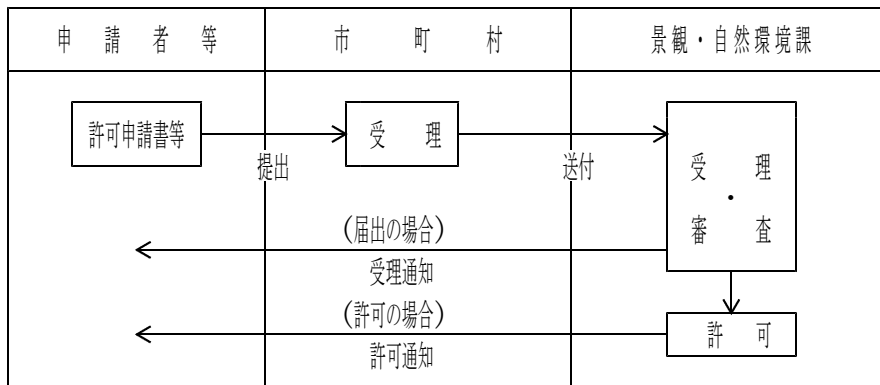 申請者等
市町村
景観・自然環境課
許可申請書等
提出
受理
送付
受理
・
審査
(届出の場合)
受理通知
(許可の場合)
許可通知
許可